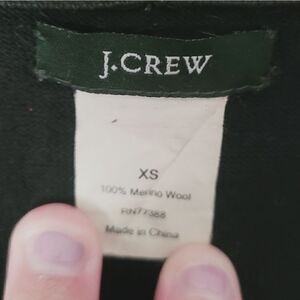 J.CREW
XS
100% Merino Wool
RN77388
Made in China